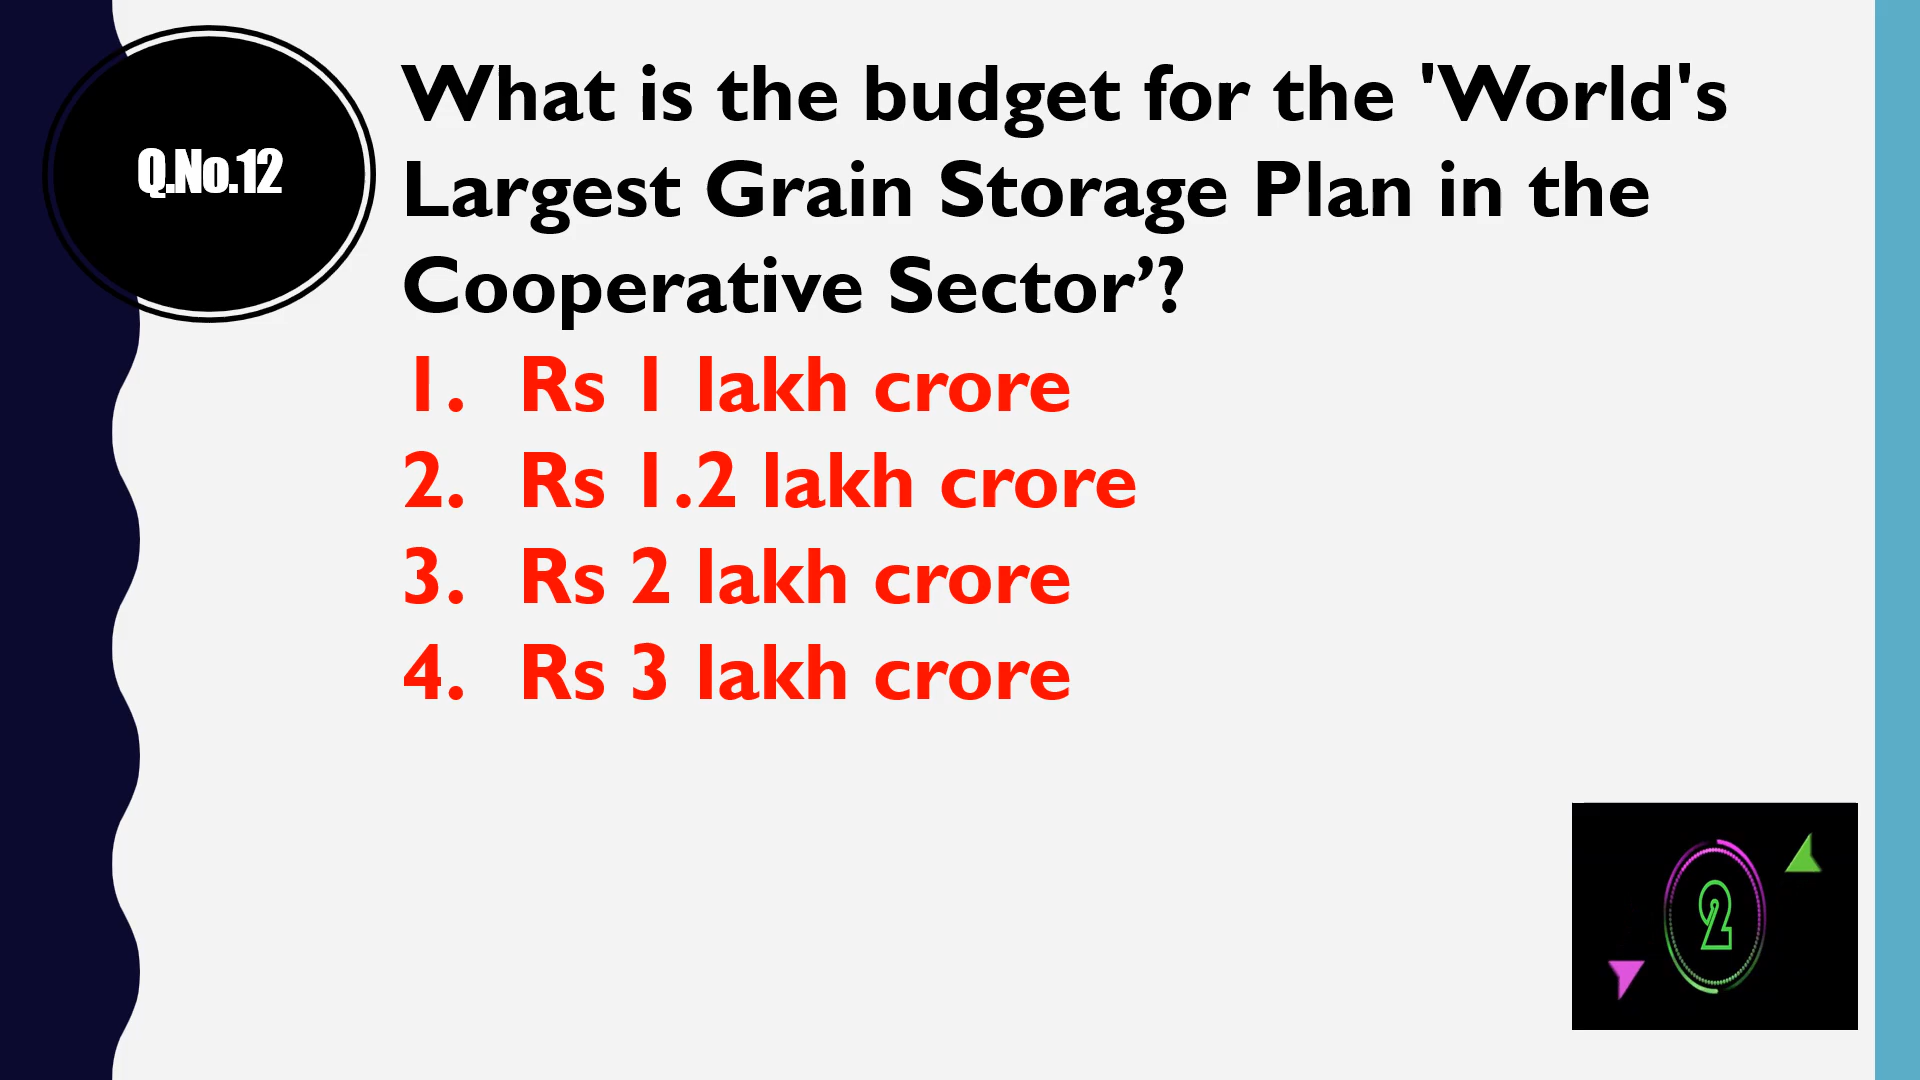 Q.No.12
What is the budget for the 'World's
Largest Grain Storage Plan in the
Cooperative Sector’?
1. Rs 1 lakh crore
2. Rs 1.2 lakh crore
3. Rs 2 lakh crore
4. Rs 3 lakh crore
2